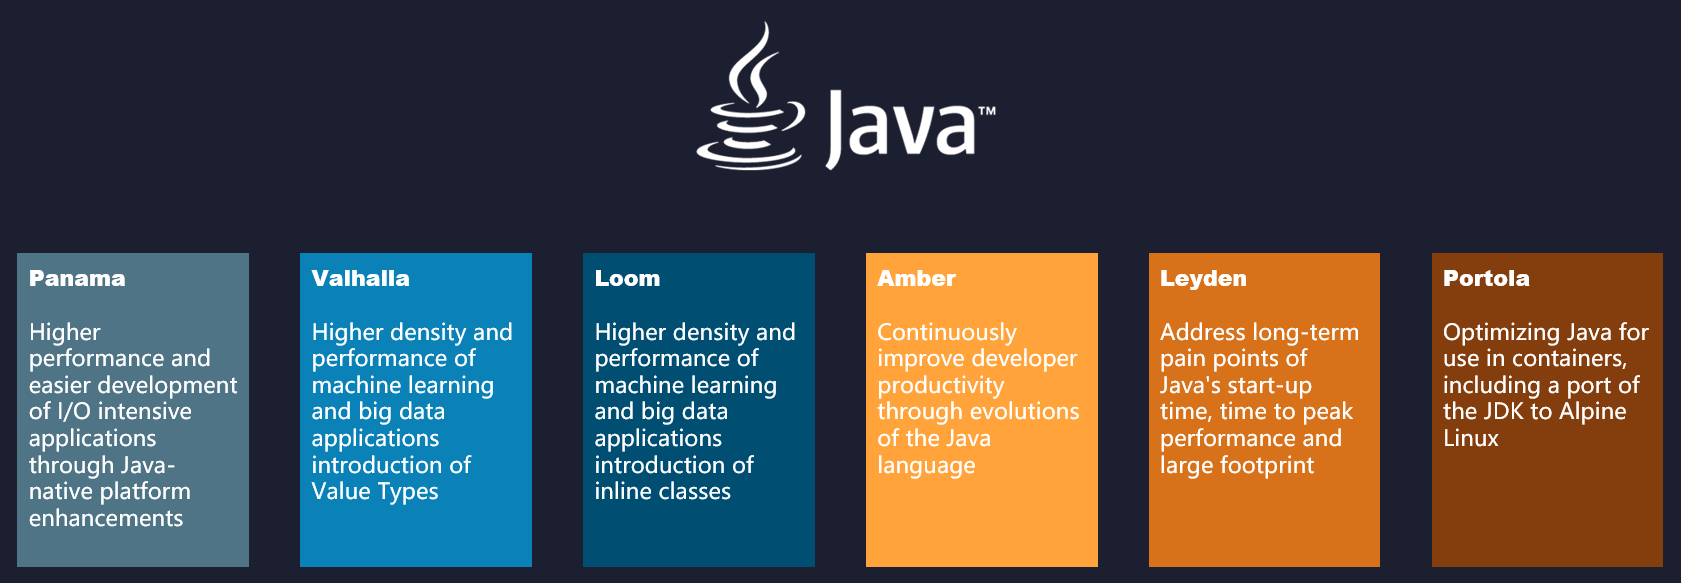 Java™
Panama
Higher
performance and
easier development
of I/O intensive
applications
through Java-
native platform
enhancements
Valhalla
Higher density and
performance of
machine learning
and big data
applications
introduction of
Value Types
Loom
Higher density and
performance of
machine learning
and big data
applications
introduction of
inline classes
Amber
Continuously
improve developer
productivity
through evolutions
of the Java
language
Leyden
Address long-term
pain points of
Java's start-up
time, time to peak
performance and
large footprint
Portola
Optimizing Java for
use in containers,
including a port of
the JDK to Alpine
Linux